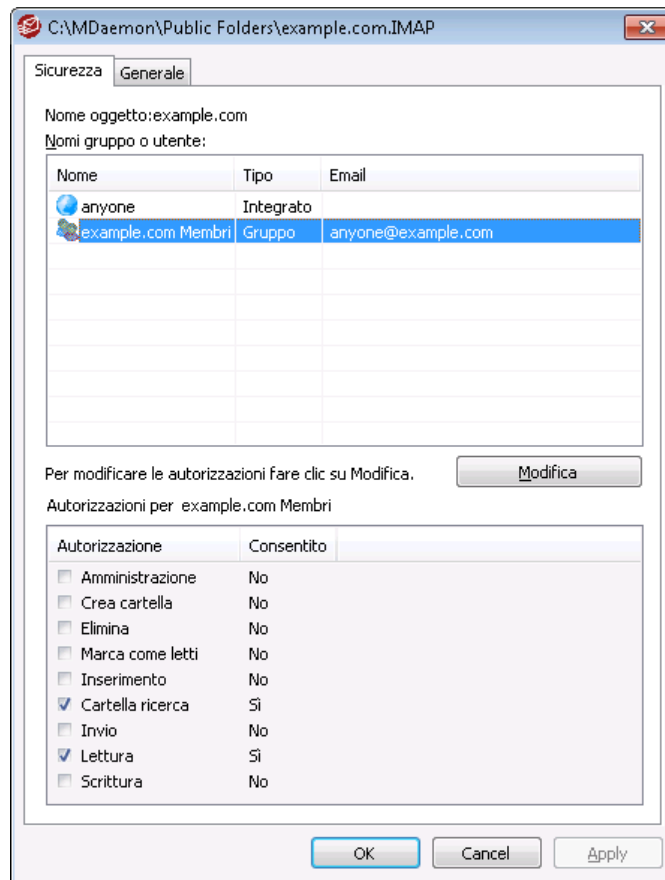 C:\MDaemon\Public Folders\example.com.IMAP
Sicurezza Generale
Nome oggetto:example.com
Nomi gruppo o utente:
Nome Tipo Email
anyone Integrato
example.com Membri Gruppo anyone@example.com
Per modificare le autorizzazioni fare clic su Modifica. Modifica
Autorizzazioni per example.com Membri
Autorizzazione Consentito
Amministrazione No
Crea cartella No
Elimina No
Marca come letti No
Inserimento No
Cartella ricerca Sì
Invio No
Lettura Sì
Scrittura No
OK Cancel Apply